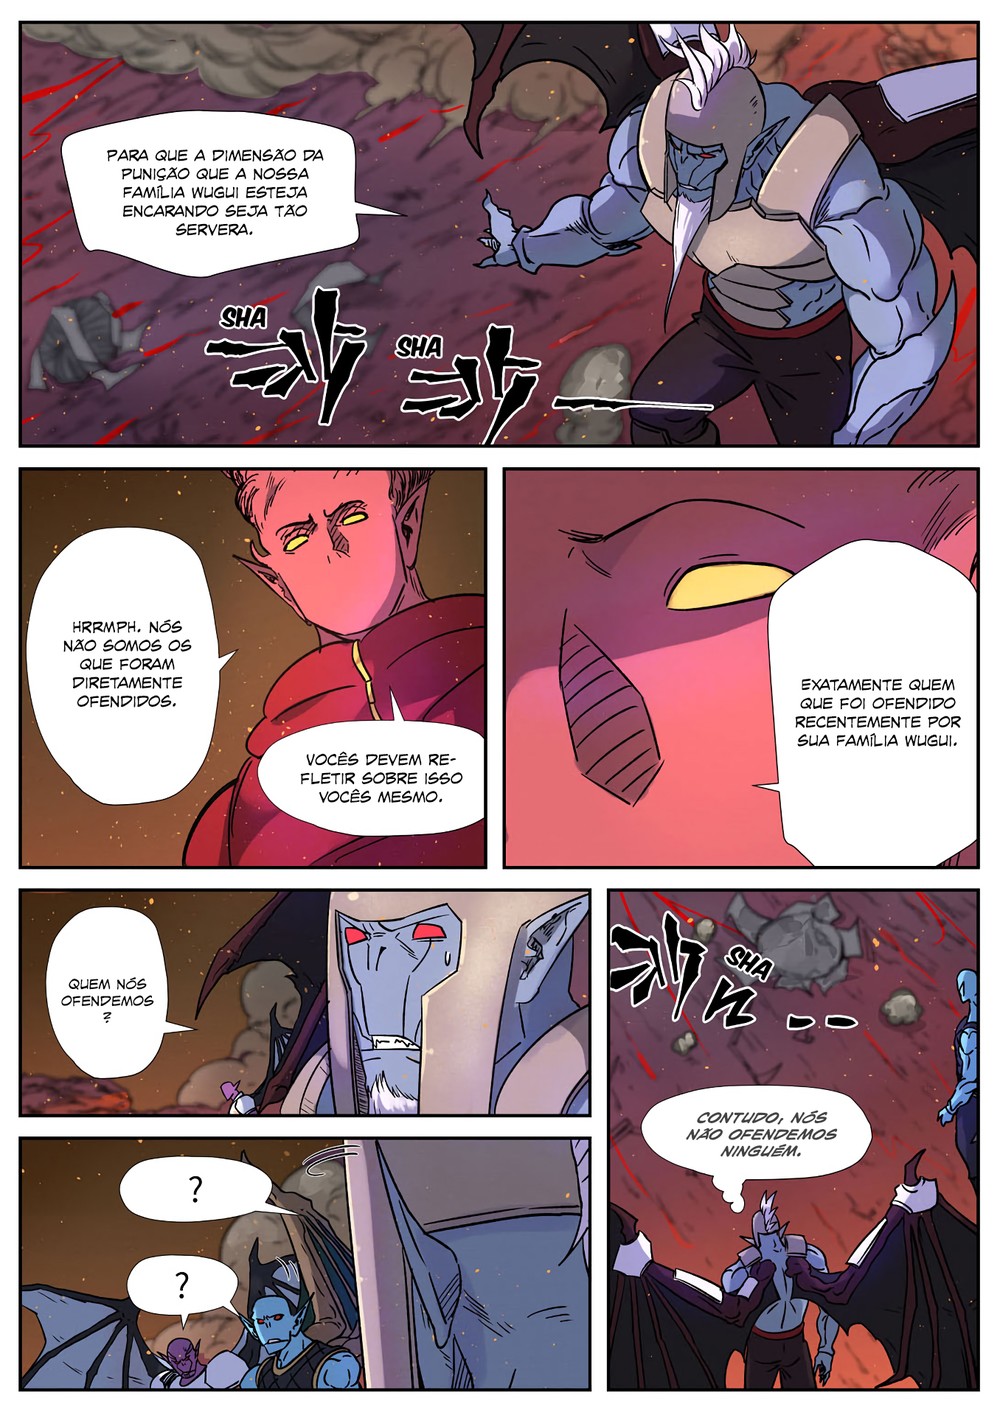 PARA QUE A DIMENSÃO DA
PUNIÇÃO QUE A NOSSA
FAMÍLIA WUGUI ESTEJA
ENCARANDO SEJA TÃO
SERVERA.
SHA
SHA
HRRMPH. NÓS
NÃO SOMOS OS
QUE FORAM
DIRETAMENTE
OFENDIDOS.
VOCÊS DEVEM RE-
FLETIR SOBRE ISSO
VOCÊS MESMO.
EXATAMENTE QUEM
QUE FOI OFENDIDO
RECENTEMENTE POR
SUA FAMÍLIA WUGUI.
QUEM NÓS
OFENDEMOS
?
SHA
CONTUDO, NÓS
NÃO OFENDEMOS
NINGUÉM.
?
?